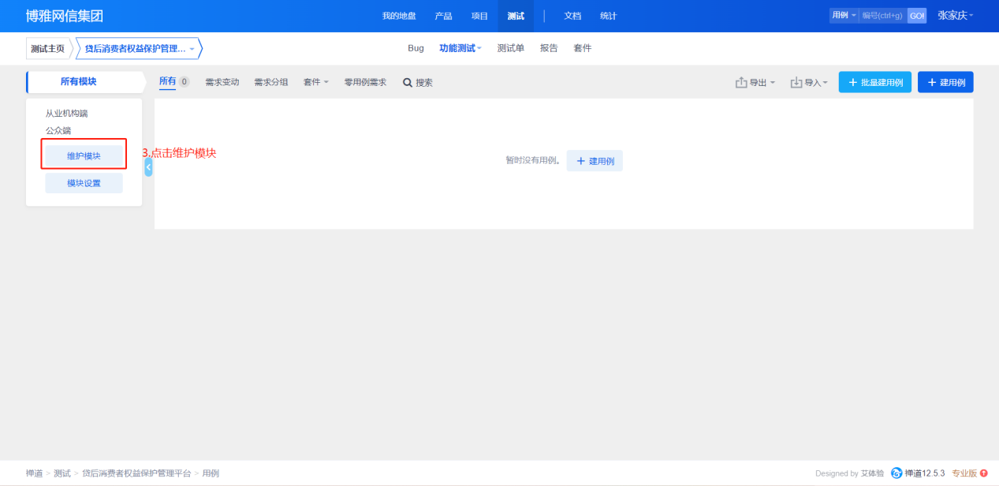 博雅网信集团
我的地盘 产品 项目 测试 | 文档 统计
用例 编号(ctrl+g) GO! 张家庆
测试主页 贷后消费者权益保护管理...
Bug 功能测试 测试单 报告 套件
所有模块
所有 0 需求变动 需求分组 套件 零用例需求 搜索
导出 导入 + 批量建用例 + 建用例
从业机构端
公众端
维护模块
3.点击维护模块
模块设置
暂时没有用例。 + 建用例
禅道 > 测试 > 贷后消费者权益保护管理平台 > 用例
Designed by 艾体验 禅道12.5.3 专业版